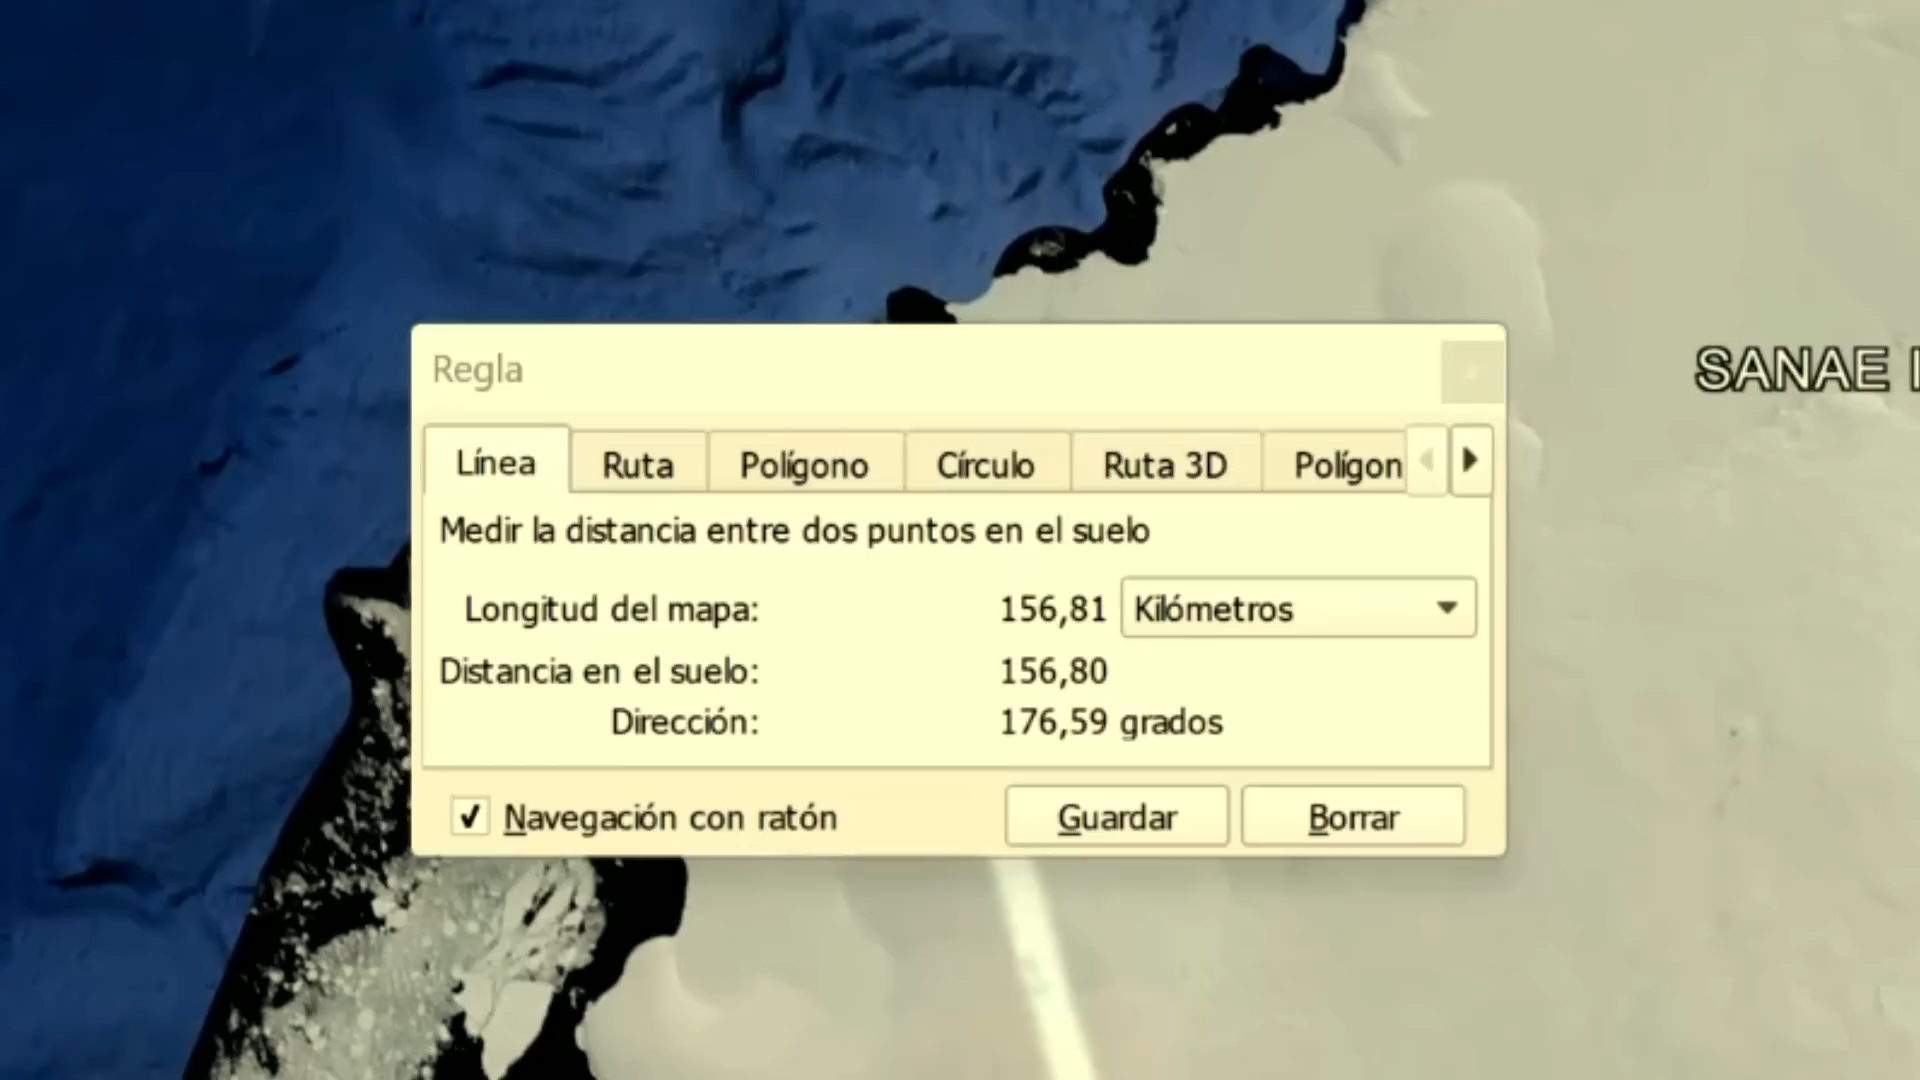 Regla
SANAE
Línea Ruta Polígono Círculo Ruta 3D Polígon
Medir la distancia entre dos puntos en el suelo
Longitud del mapa: 156,81 Kilómetros
Distancia en el suelo: 156,80
Dirección: 176,59 grados
Navegación con ratón Guardar Borrar